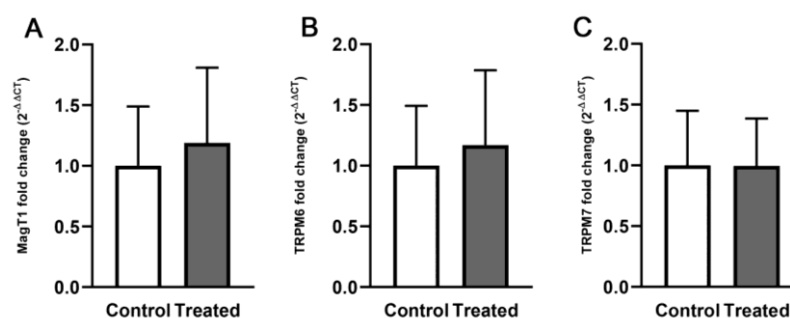 A
MagT1 fold change (2-ΔΔCT)
2.0
1.5
1.0
0.5
0.0
Control Treated
B
TRPM6 fold change (2-ΔΔCT)
2.0
1.5
1.0
0.5
0.0
Control Treated
C
TRPM7 fold change (2-ΔΔCT)
2.0
1.5
1.0
0.5
0.0
Control Treated